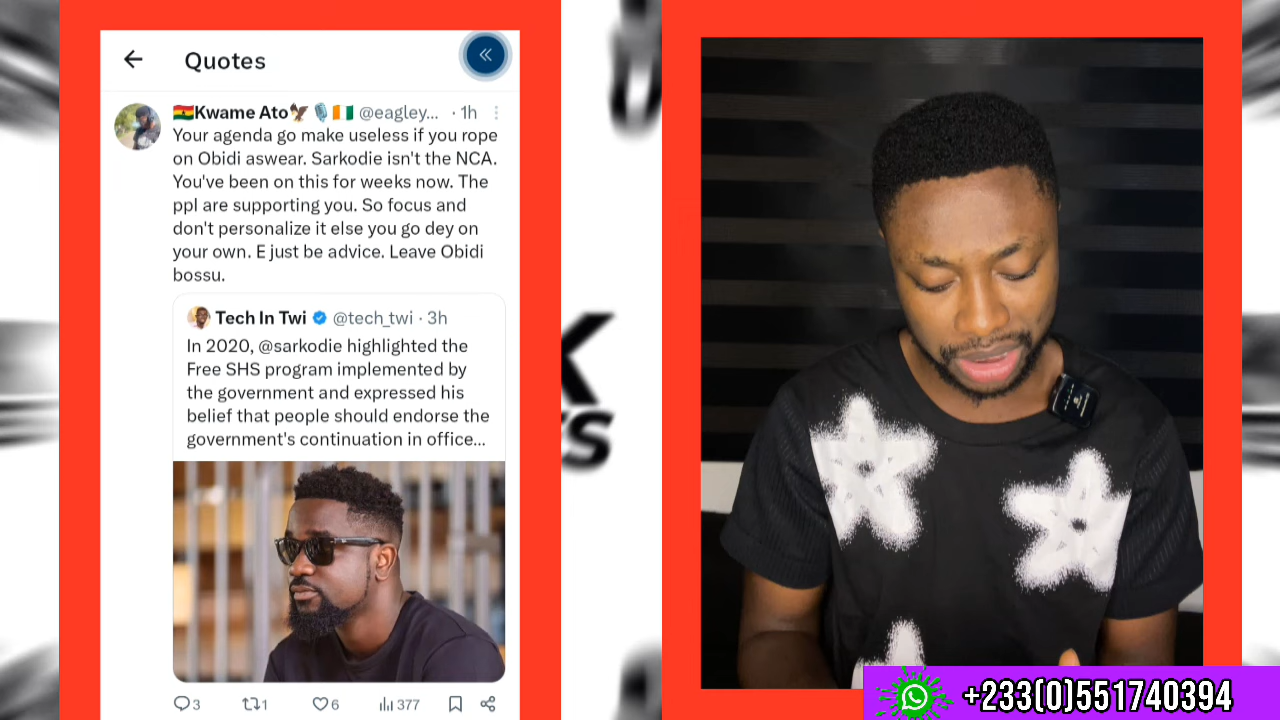 Quotes
Kwame Ato @eagley... · 1h
Your agenda go make useless if you rope
on Obidi aswear. Sarkodie isn't the NCA.
You've been on this for weeks now. The
ppl are supporting you. So focus and
don't personalize it else you go dey on
your own. E just be advice. Leave Obidi
bossu.
Tech In Twi @tech_twi · 3h
In 2020, @sarkodie highlighted the
Free SHS program implemented by
the government and expressed his
belief that people should endorse the
government's continuation in office...
3 1 6 377
+233(0)551740394